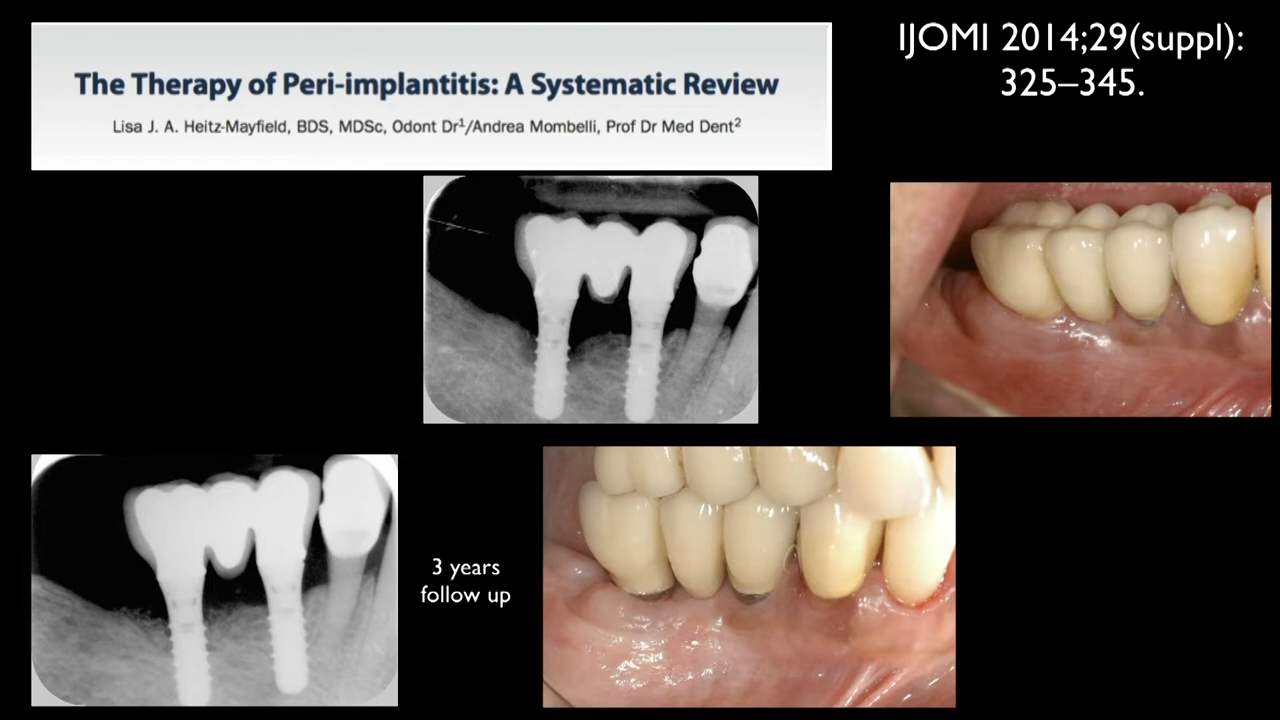 The Therapy of Peri-implantitis: A Systematic Review
Lisa J. A. Heitz-Mayfield, BDS, MDSc, Odont Dr¹/Andrea Mombelli, Prof Dr Med Dent²
IJOMI 2014;29(suppl):
325–345.
3 years
follow up